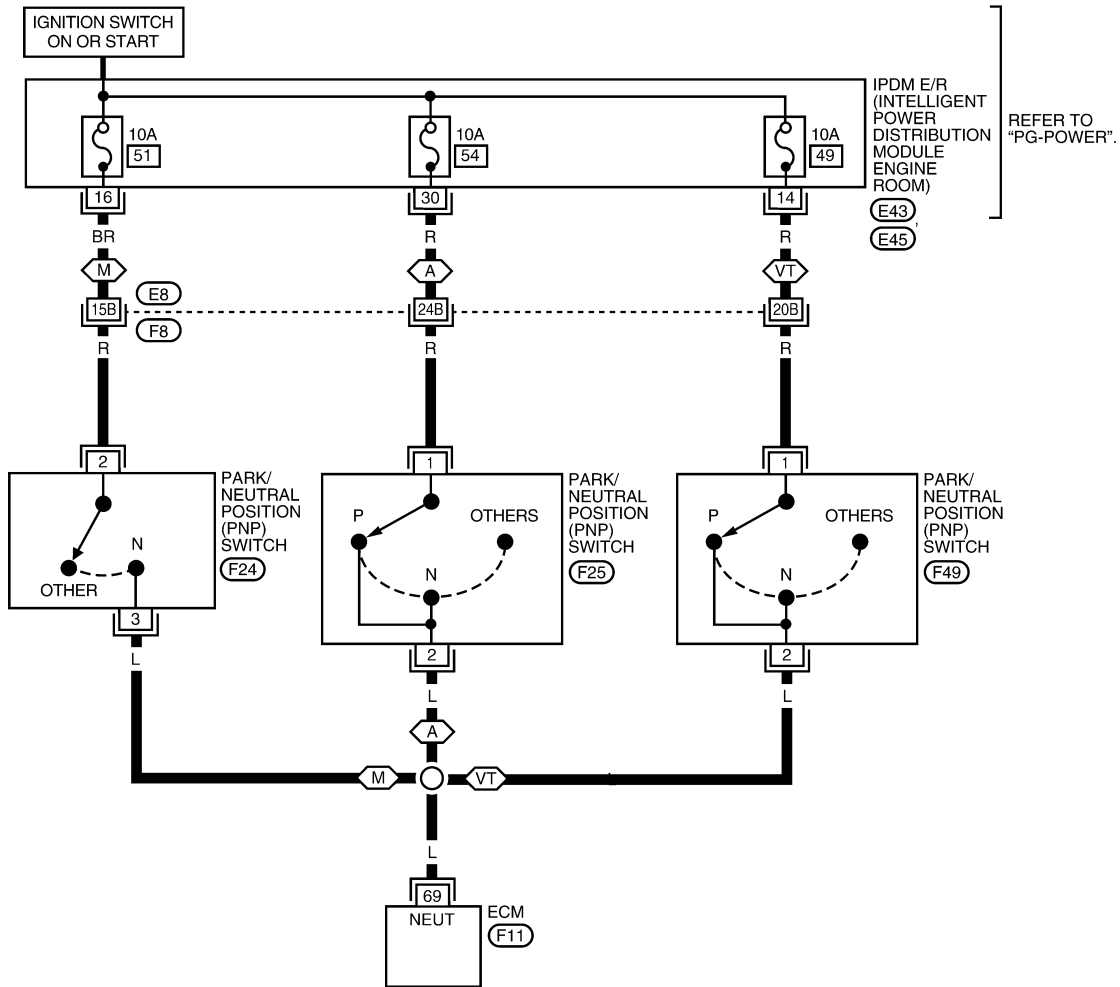 IGNITION SWITCH
ON OR START
IPDM E/R
(INTELLIGENT
POWER
DISTRIBUTION
MODULE
ENGINE
ROOM)
E43
,
E45
REFER TO
“PG-POWER”.
10A
51
10A
54
10A
49
16
30
14
BR
R
R
M
A
VT
E8
15B
24B
20B
F8
R
R
R
2
1
1
PARK/
NEUTRAL
POSITION
(PNP)
SWITCH
F24
N
OTHER
PARK/
NEUTRAL
POSITION
(PNP)
SWITCH
F25
P
OTHERS
N
PARK/
NEUTRAL
POSITION
(PNP)
SWITCH
F49
P
OTHERS
N
3
2
2
L
L
L
A
M
VT
L
69
NEUT
ECM
F11